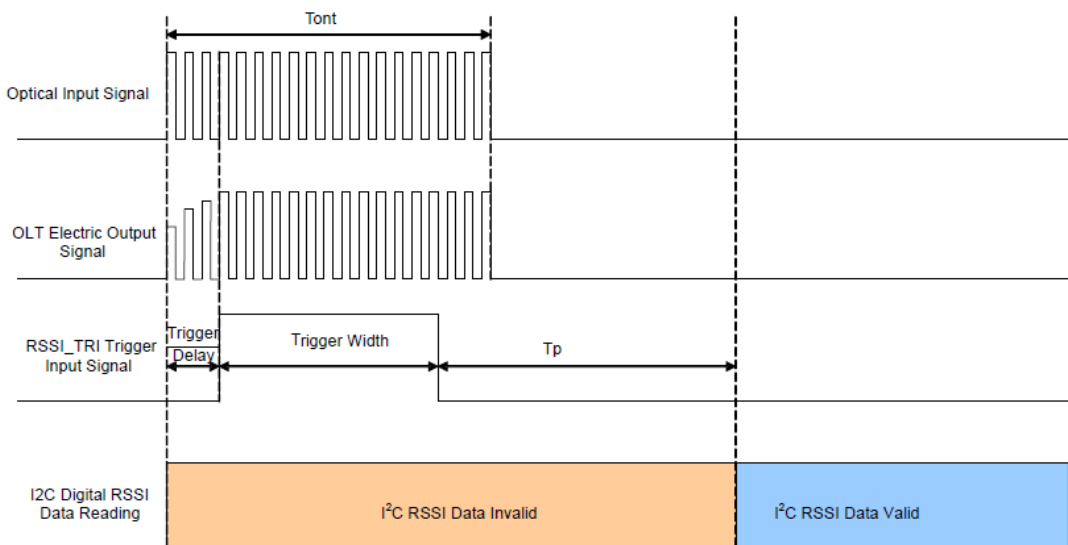 Tont
Optical Input Signal
OLT Electric Output
Signal
RSSI_TRI Trigger
Input Signal
Trigger
Delay
Trigger Width
Tp
I2C Digital RSSI
Data Reading
I²C RSSI Data Invalid
I²C RSSI Data Valid